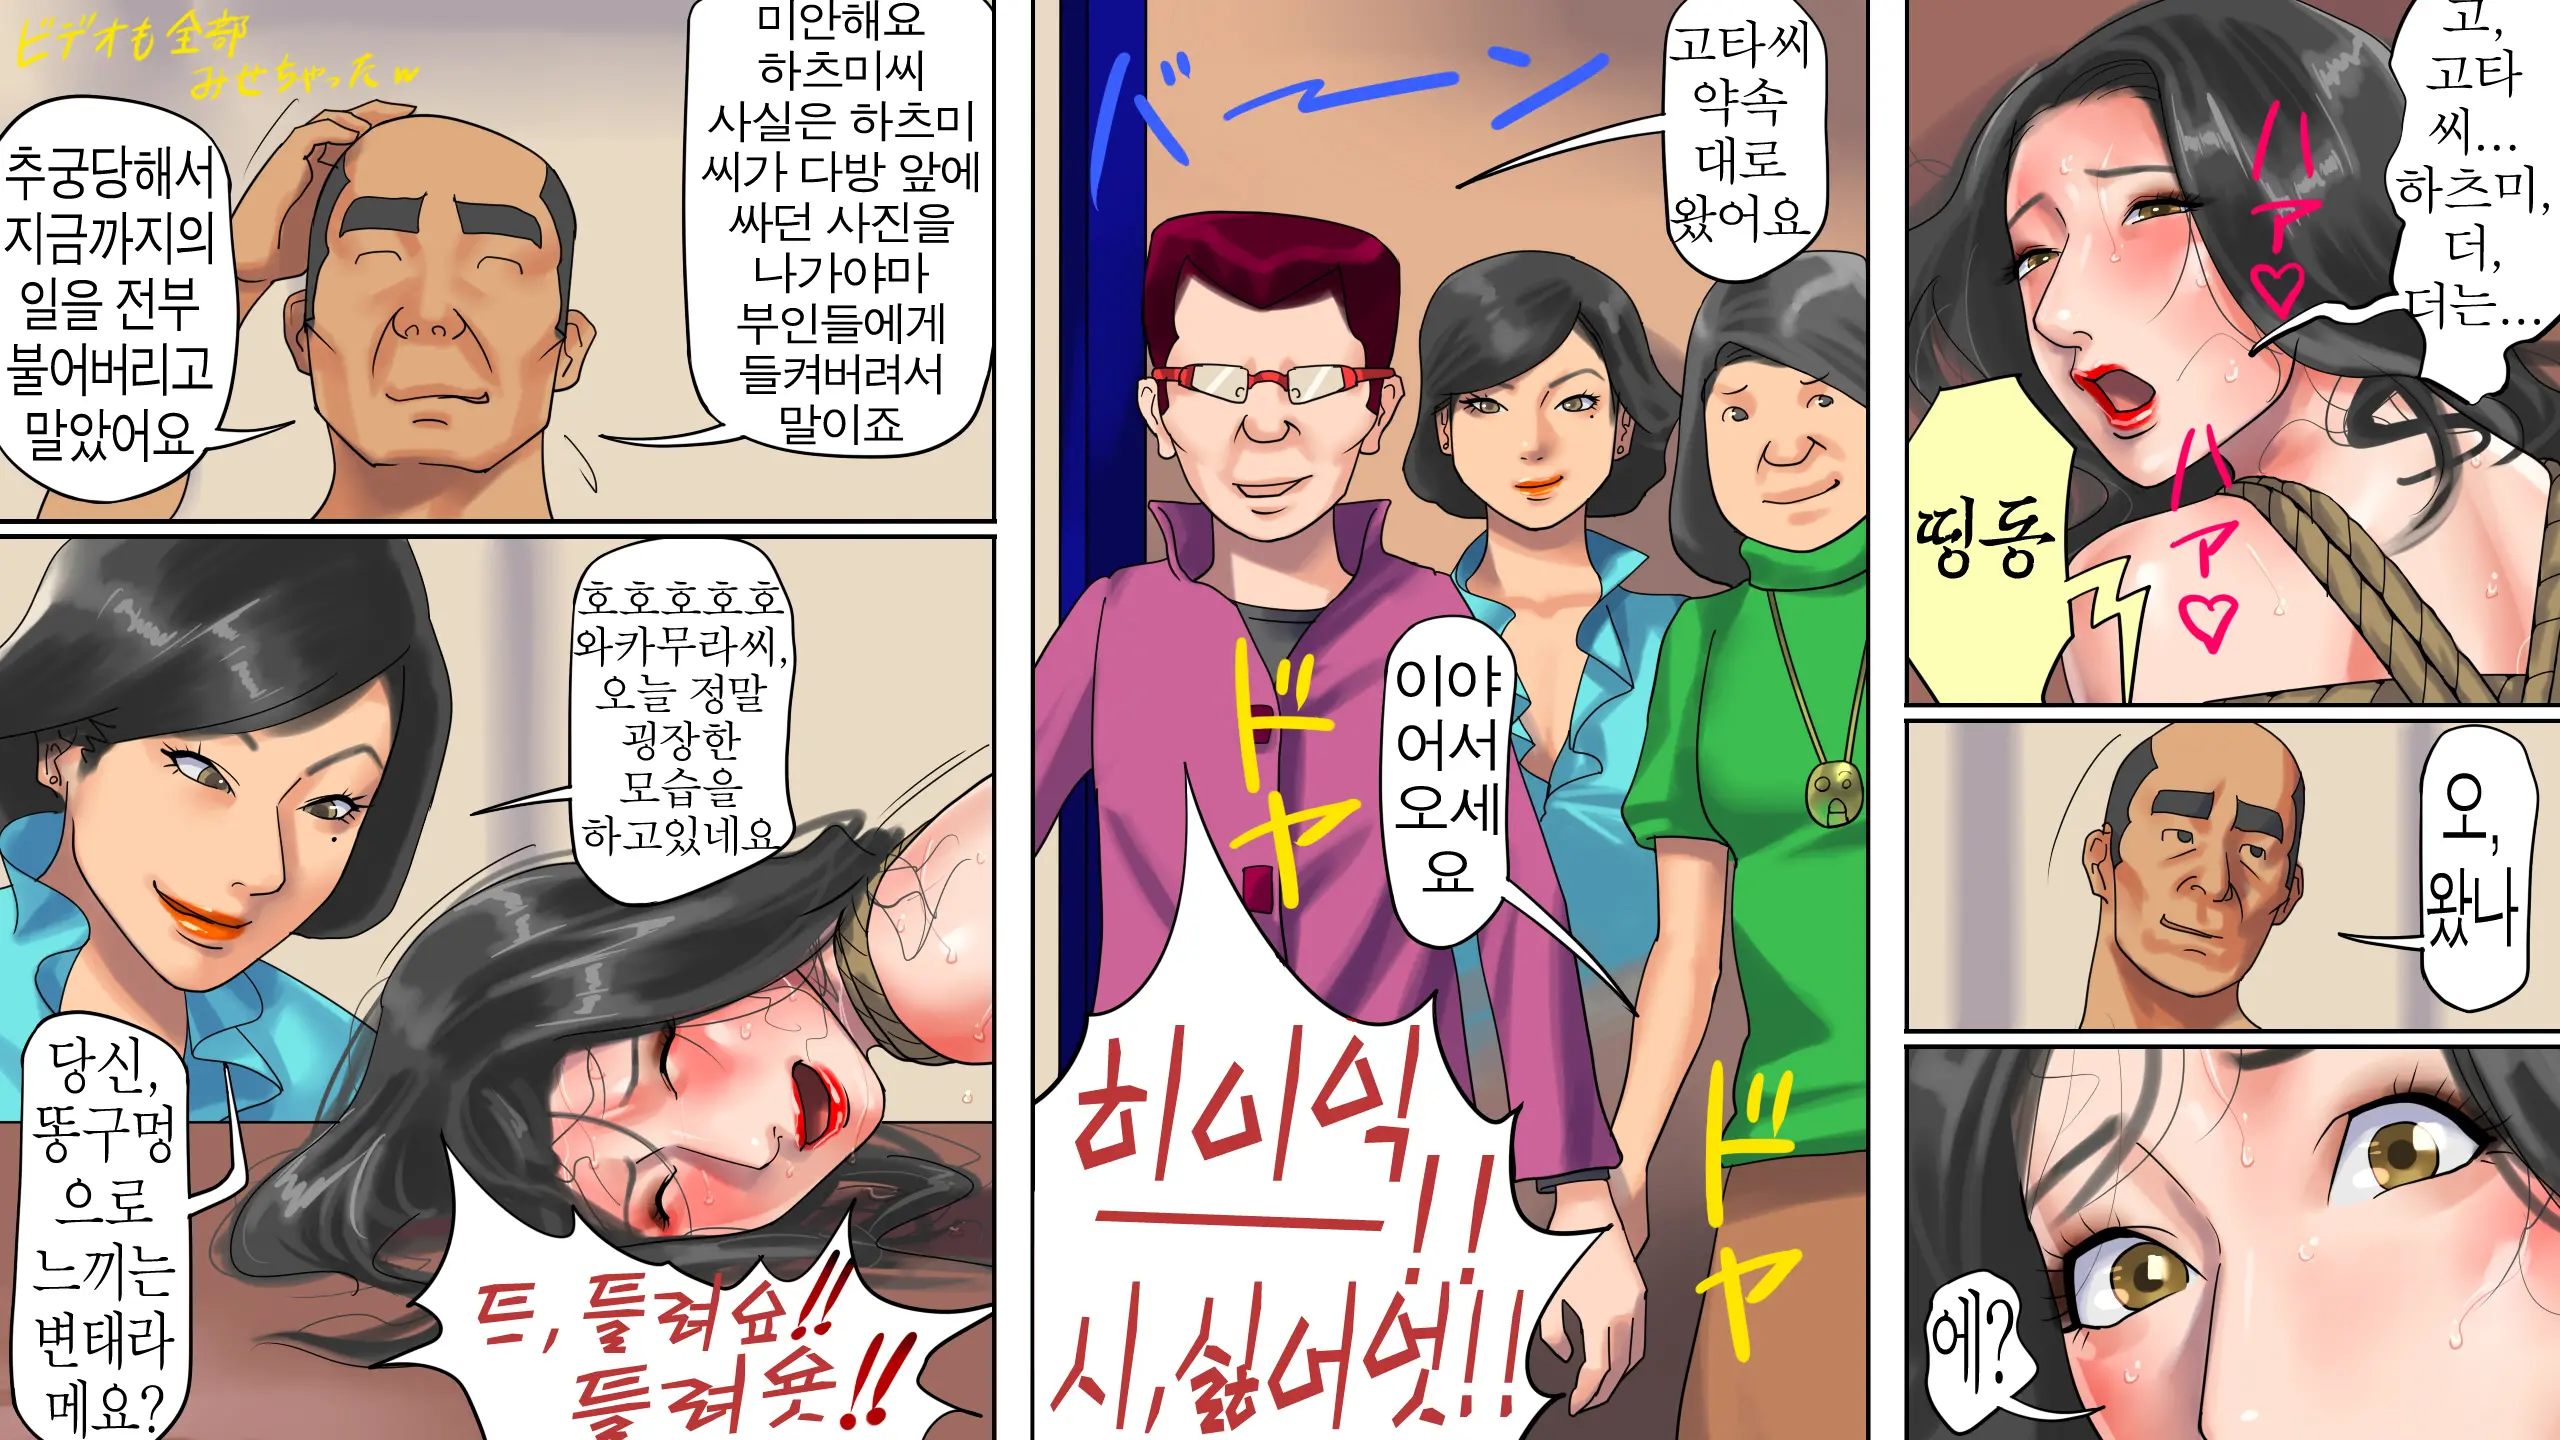 고,
고타
씨...
하츠미,
더,
더는...
ハァ♡
ハァ♡
띵동
오,
왔나
에?
バーン
고타씨
약속
대로
왔어요
이야
어서
오세
요
ドヤ
ドヤ
히이익
――!!
시,싫어엇!!
미안해요
하츠미씨
사실은 하츠미
씨가 다방 앞에
싸던 사진을
나가야마
부인들에게
들켜버려서
말이죠
ビデオも全部
みせちゃったw
추궁당해서
지금까지의
일을 전부
불어버리고
말았어요
호호호호호
와카무라씨,
오늘 정말
굉장한
모습을
하고있네요
당신,
똥구멍
으로
느끼는
변태라
메요?
드,들려요!!
들려욧!!